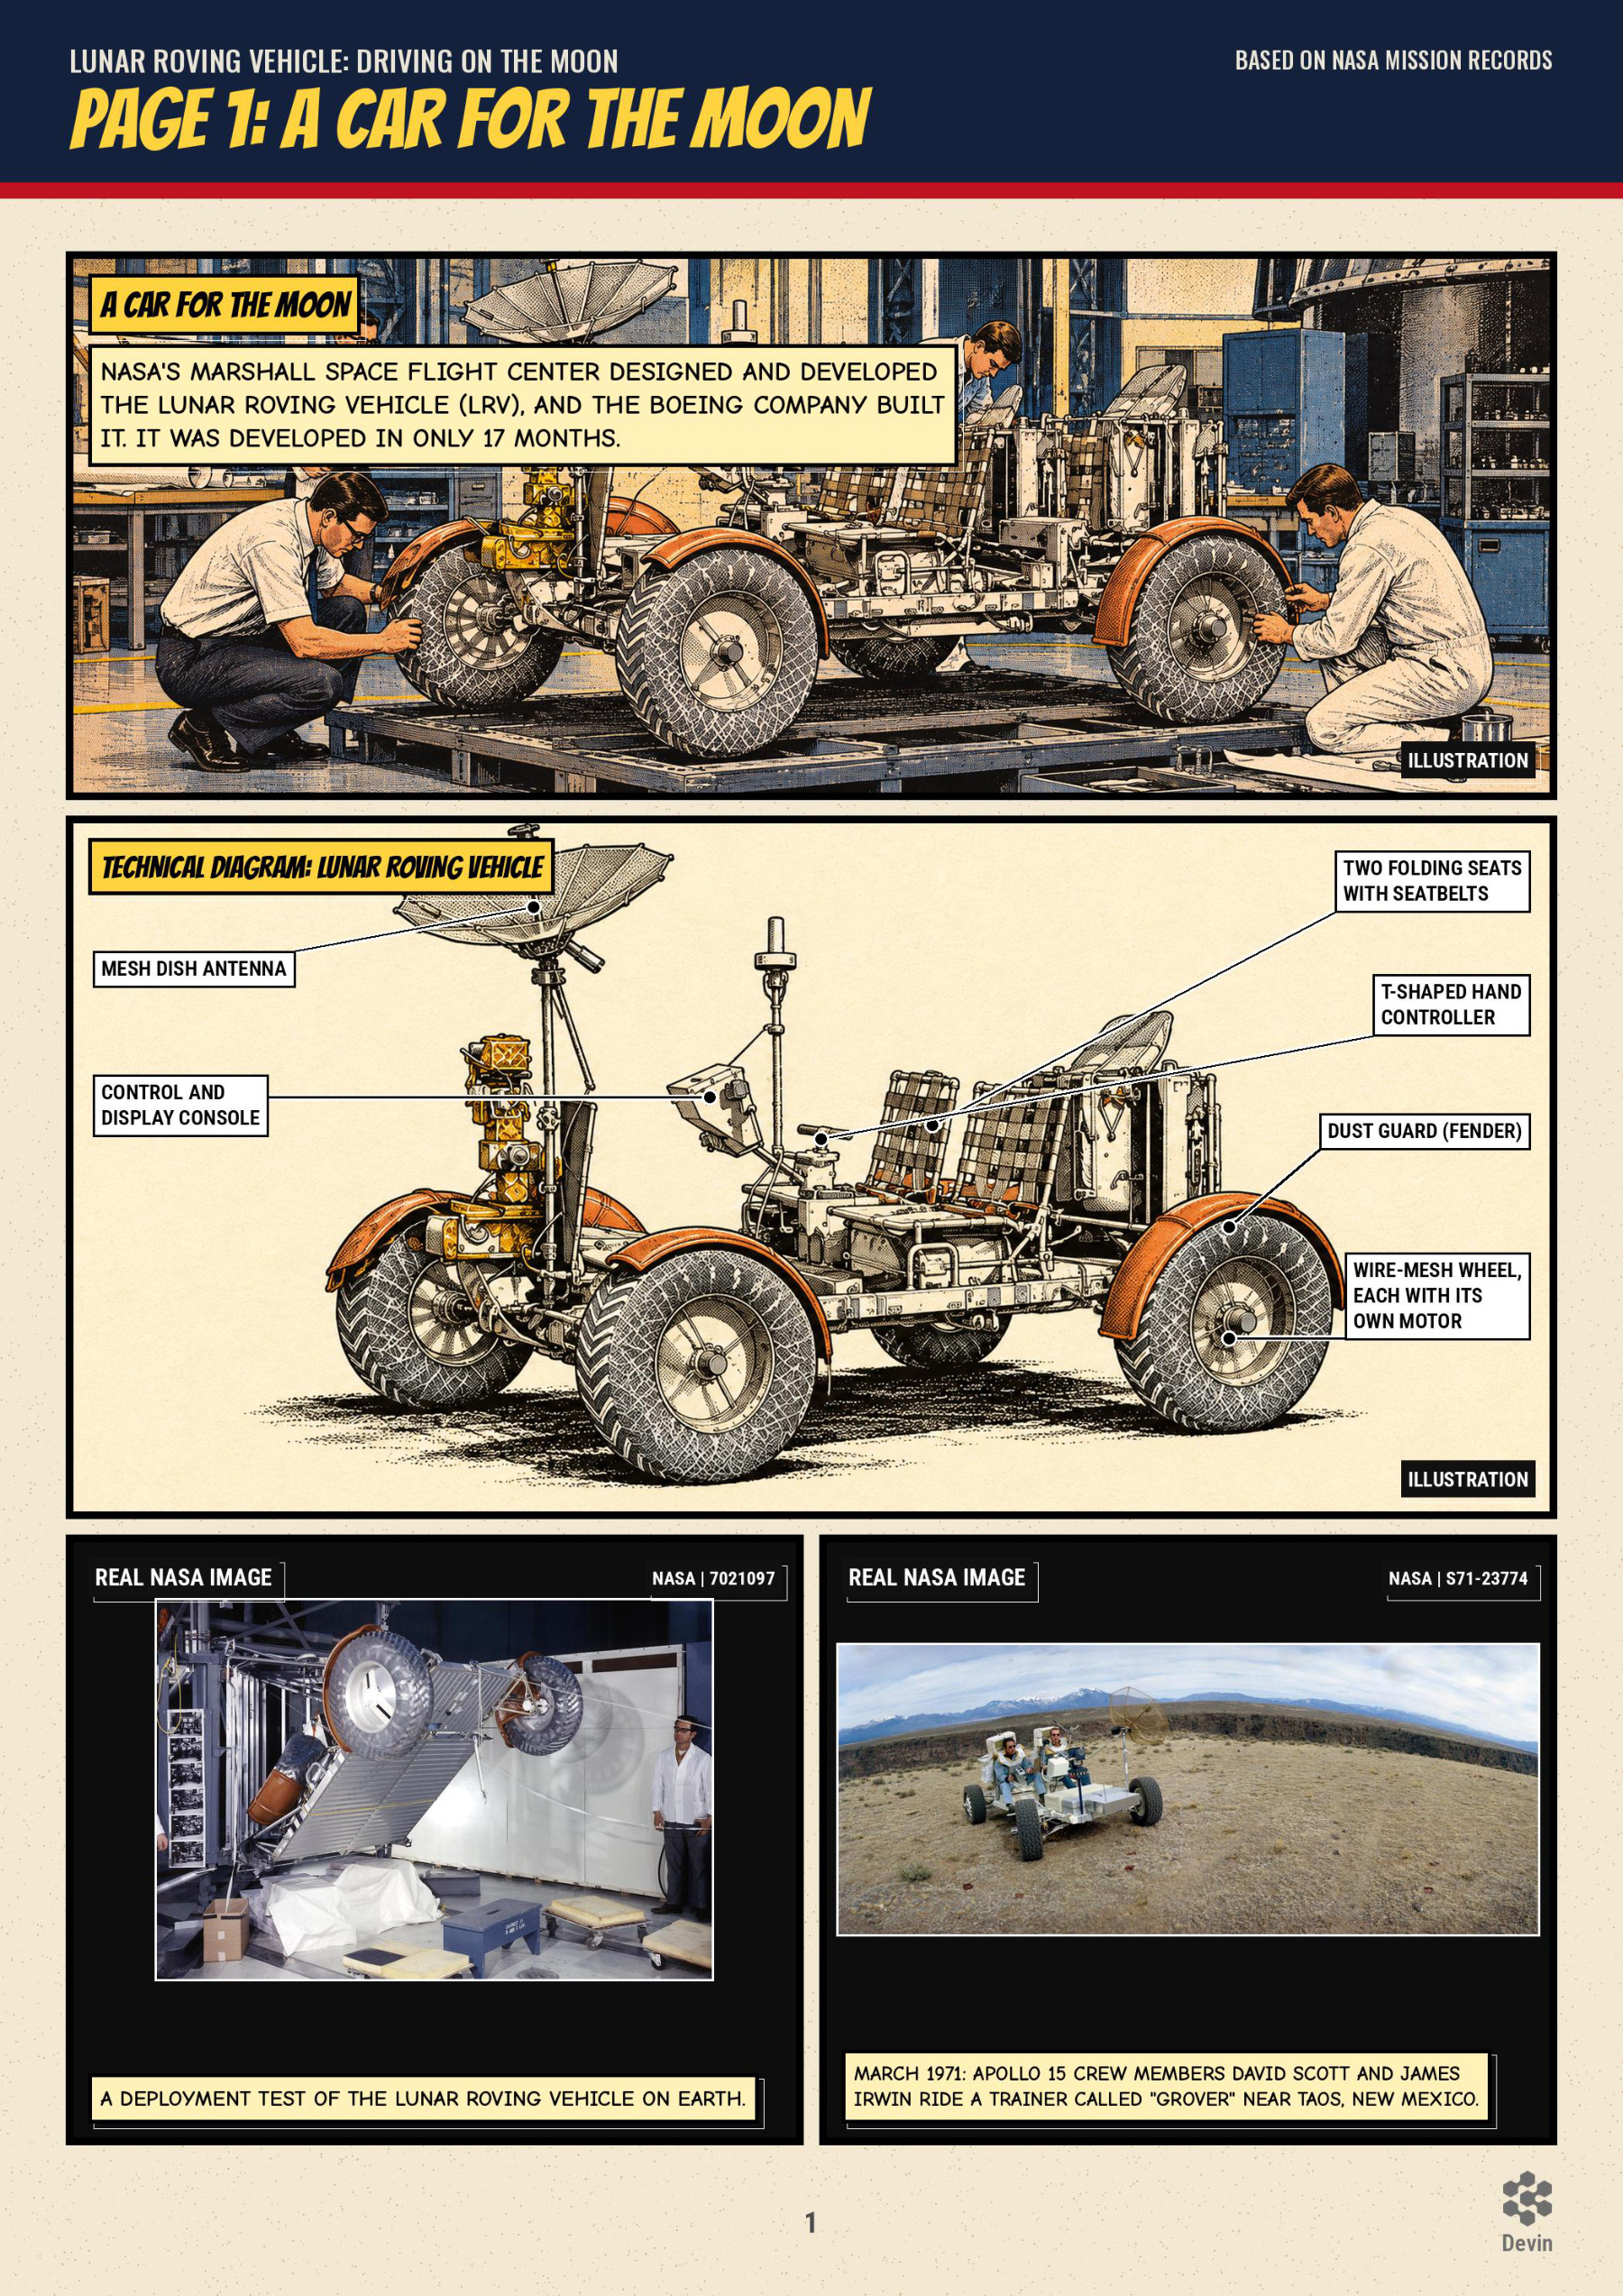 LUNAR ROVING VEHICLE: DRIVING ON THE MOON
BASED ON NASA MISSION RECORDS
PAGE 1: A CAR FOR THE MOON
A CAR FOR THE MOON
NASA'S MARSHALL SPACE FLIGHT CENTER DESIGNED AND DEVELOPED
THE LUNAR ROVING VEHICLE (LRV), AND THE BOEING COMPANY BUILT
IT. IT WAS DEVELOPED IN ONLY 17 MONTHS.
ILLUSTRATION
TECHNICAL DIAGRAM: LUNAR ROVING VEHICLE
MESH DISH ANTENNA
CONTROL AND
DISPLAY CONSOLE
TWO FOLDING SEATS
WITH SEATBELTS
T-SHAPED HAND
CONTROLLER
DUST GUARD (FENDER)
WIRE-MESH WHEEL,
EACH WITH ITS
OWN MOTOR
ILLUSTRATION
REAL NASA IMAGE
NASA | 7021097
A DEPLOYMENT TEST OF THE LUNAR ROVING VEHICLE ON EARTH.
REAL NASA IMAGE
NASA | S71-23774
MARCH 1971: APOLLO 15 CREW MEMBERS DAVID SCOTT AND JAMES
IRWIN RIDE A TRAINER CALLED "GROVER" NEAR TAOS, NEW MEXICO.
1
Devin